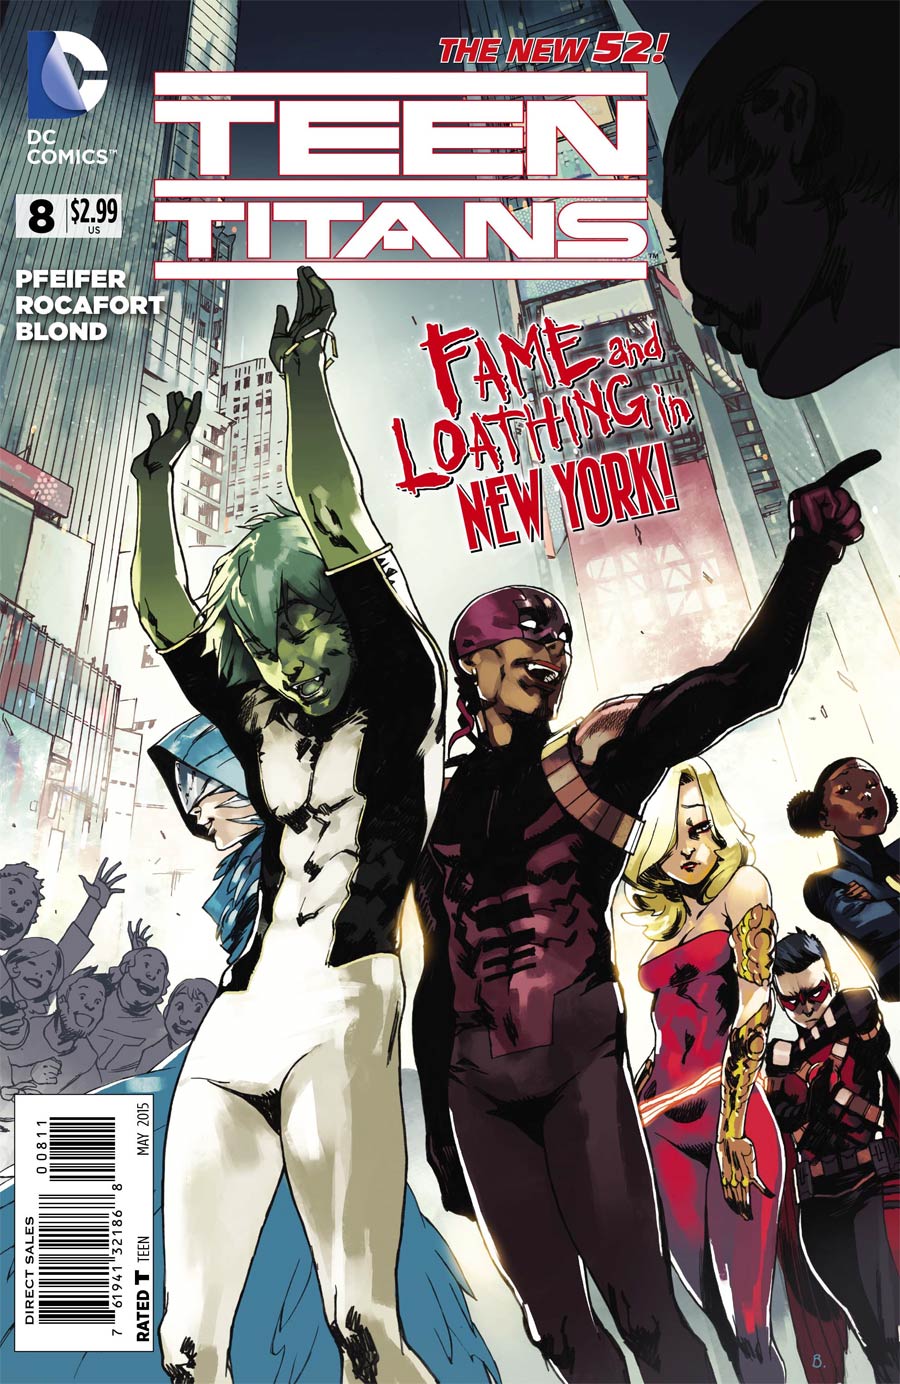 THE NEW 52!
DC
COMICS™
TEEN
TITANS™
8 $2.99
US
PFEIFER
ROCAFORT
BLOND
FAME and
LOATHING in
NEW YORK!
00811
MAY 2015
DIRECT SALES
7 61941 32186 8
RATED T TEEN
B.